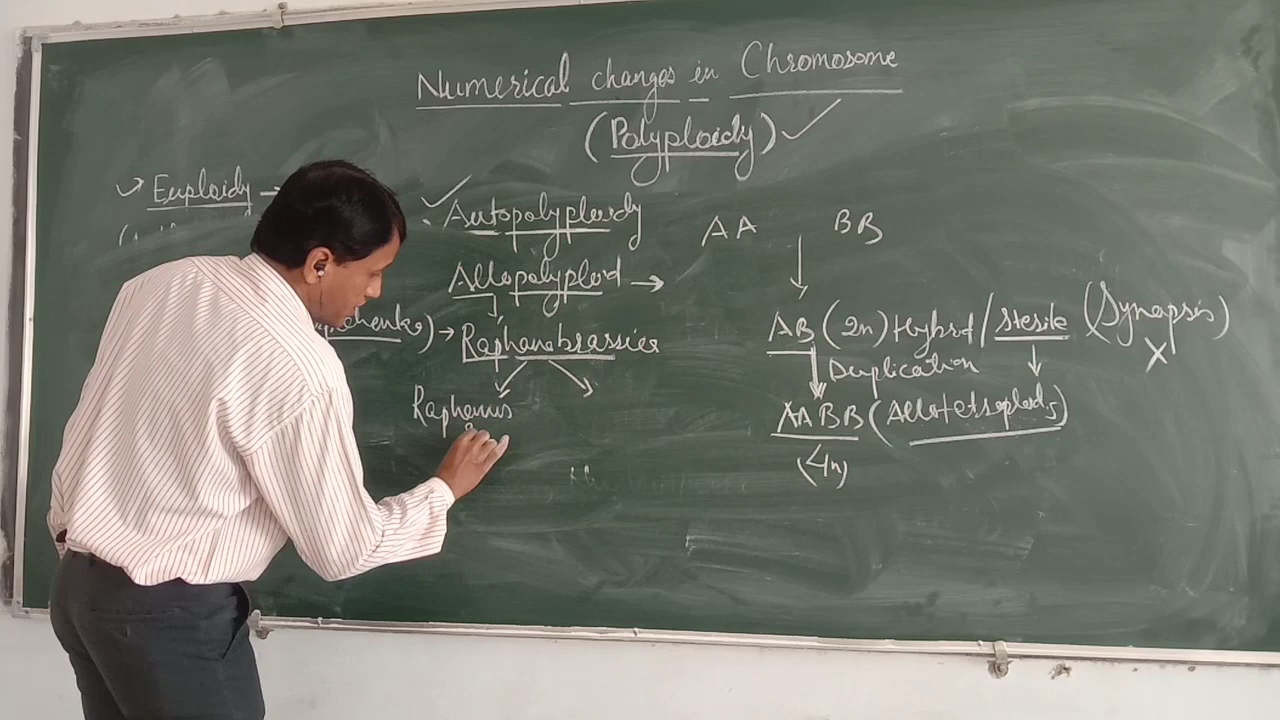 Numerical changes in Chromosome
(Polyploidy) ✓
Euploidy →
✓ Autopolyploidy
Allopolyploid →
→ Raphanobrassica
Raphanus
AA BB
AB (2n) Hybrid / Sterile (Synopsis)
X
Duplication
AABB (Allotetraploids)
(4n)